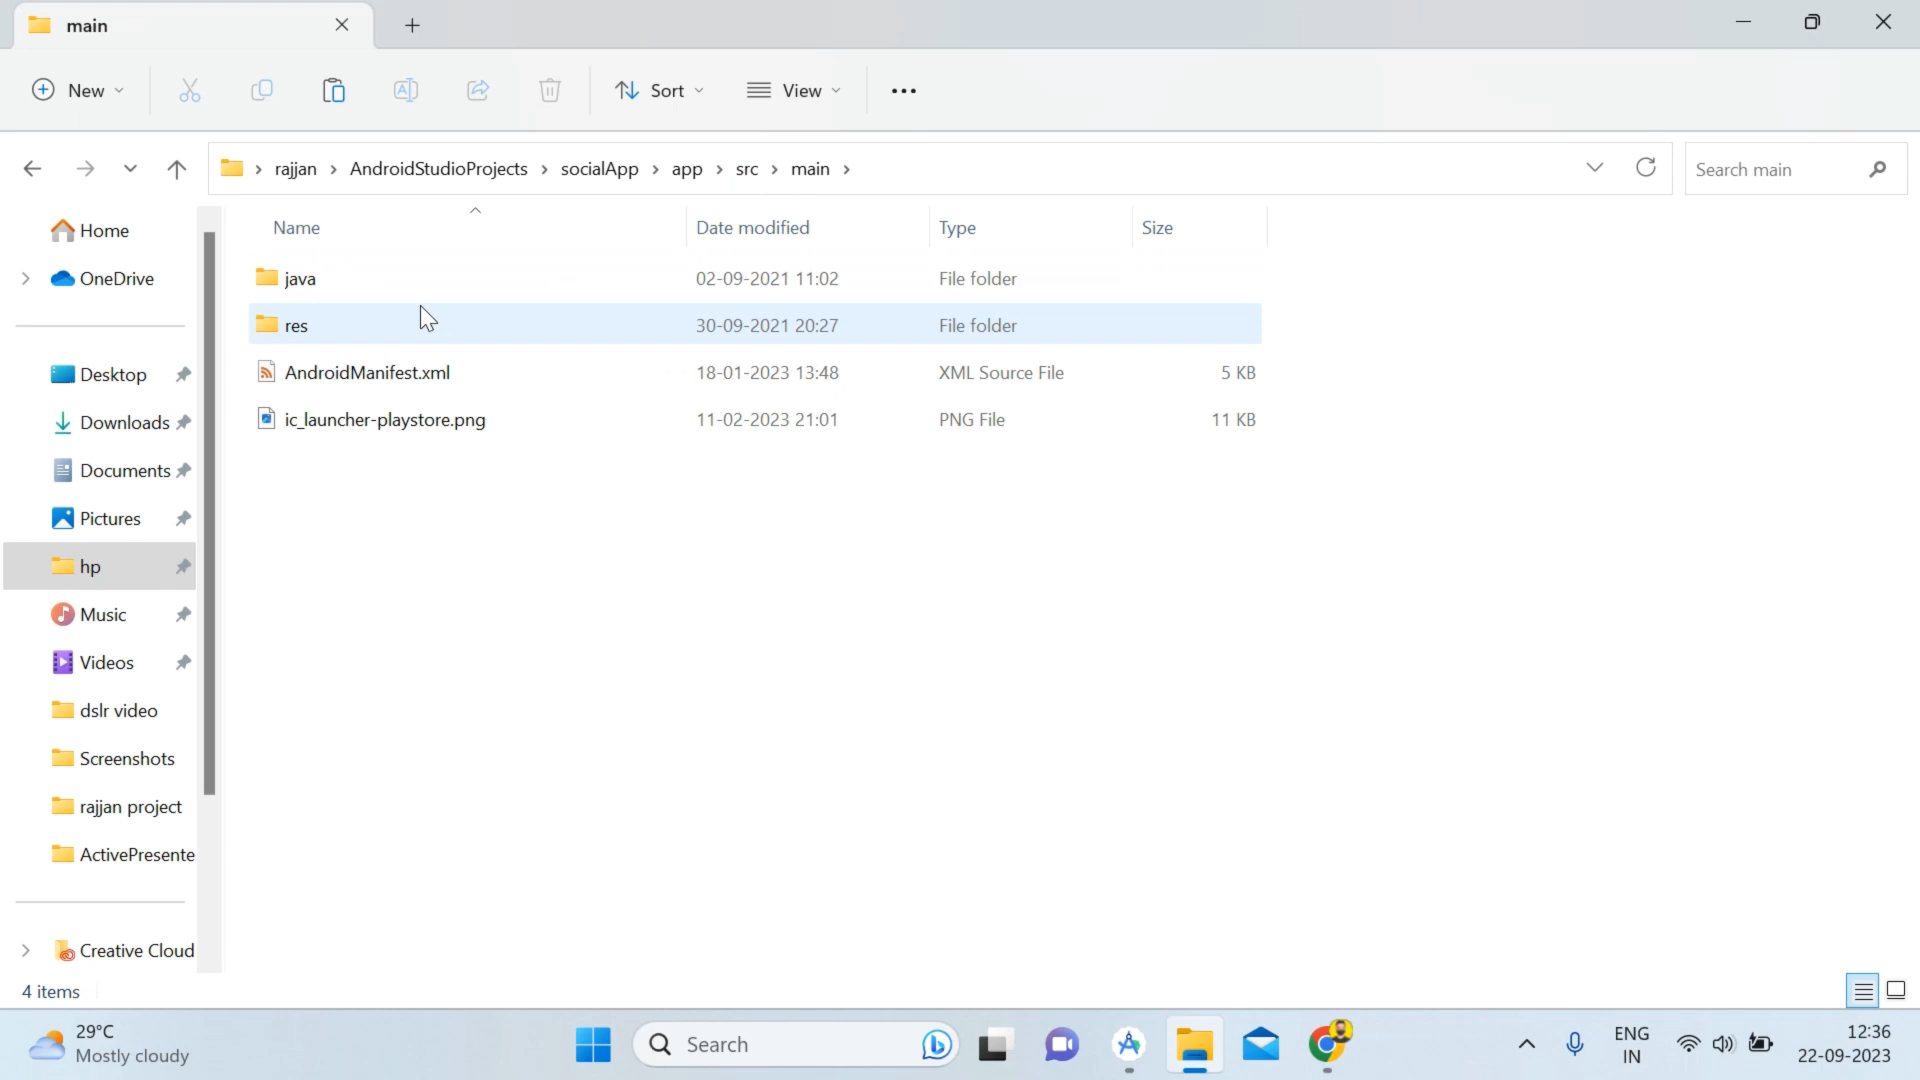 main
New
Sort
View
rajjan > AndroidStudioProjects > socialApp > app > src > main >
Search main
Home
OneDrive
Desktop
Downloads
Documents
Pictures
hp
Music
Videos
dslr video
Screenshots
rajjan project
ActivePresente
Creative Cloud
Name Date modified Type Size
java 02-09-2021 11:02 File folder
res 30-09-2021 20:27 File folder
AndroidManifest.xml 18-01-2023 13:48 XML Source File 5 KB
ic_launcher-playstore.png 11-02-2023 21:01 PNG File 11 KB
4 items
29°C
Mostly cloudy
Search
ENG
IN
12:36
22-09-2023